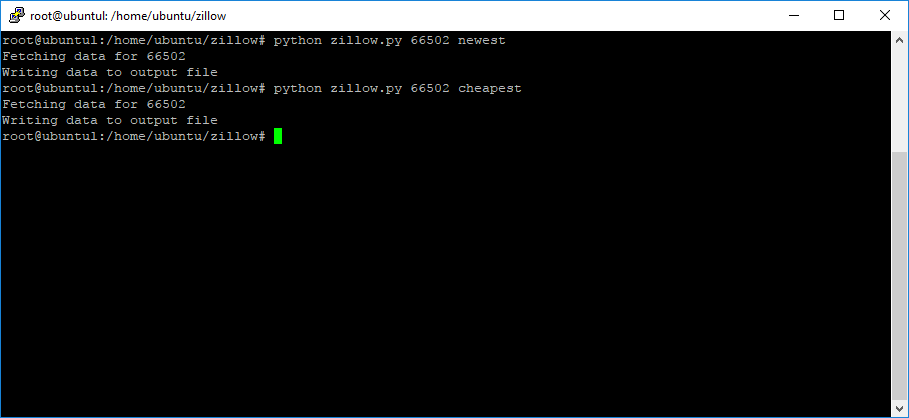 root@ubuntul: /home/ubuntu/zillow
root@ubuntul:/home/ubuntu/zillow# python zillow.py 66502 newest
Fetching data for 66502
Writing data to output file
root@ubuntul:/home/ubuntu/zillow# python zillow.py 66502 cheapest
Fetching data for 66502
Writing data to output file
root@ubuntul:/home/ubuntu/zillow#